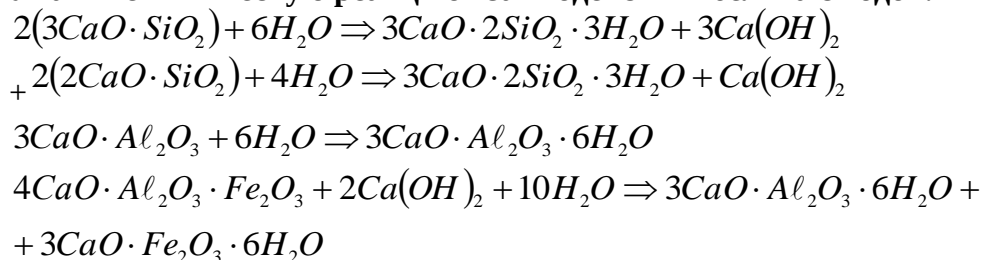 2(3CaO·SiO₂)+6H₂O⇒3CaO·2SiO₂·3H₂O+3Ca(OH)₂
+ 2(2CaO·SiO₂)+4H₂O⇒3CaO·2SiO₂·3H₂O+Ca(OH)₂
3CaO·Aℓ₂O₃+6H₂O⇒3CaO·Aℓ₂O₃·6H₂O
4CaO·Aℓ₂O₃·Fe₂O₃+2Ca(OH)₂+10H₂O⇒3CaO·Aℓ₂O₃·6H₂O+
+3CaO·Fe₂O₃·6H₂O